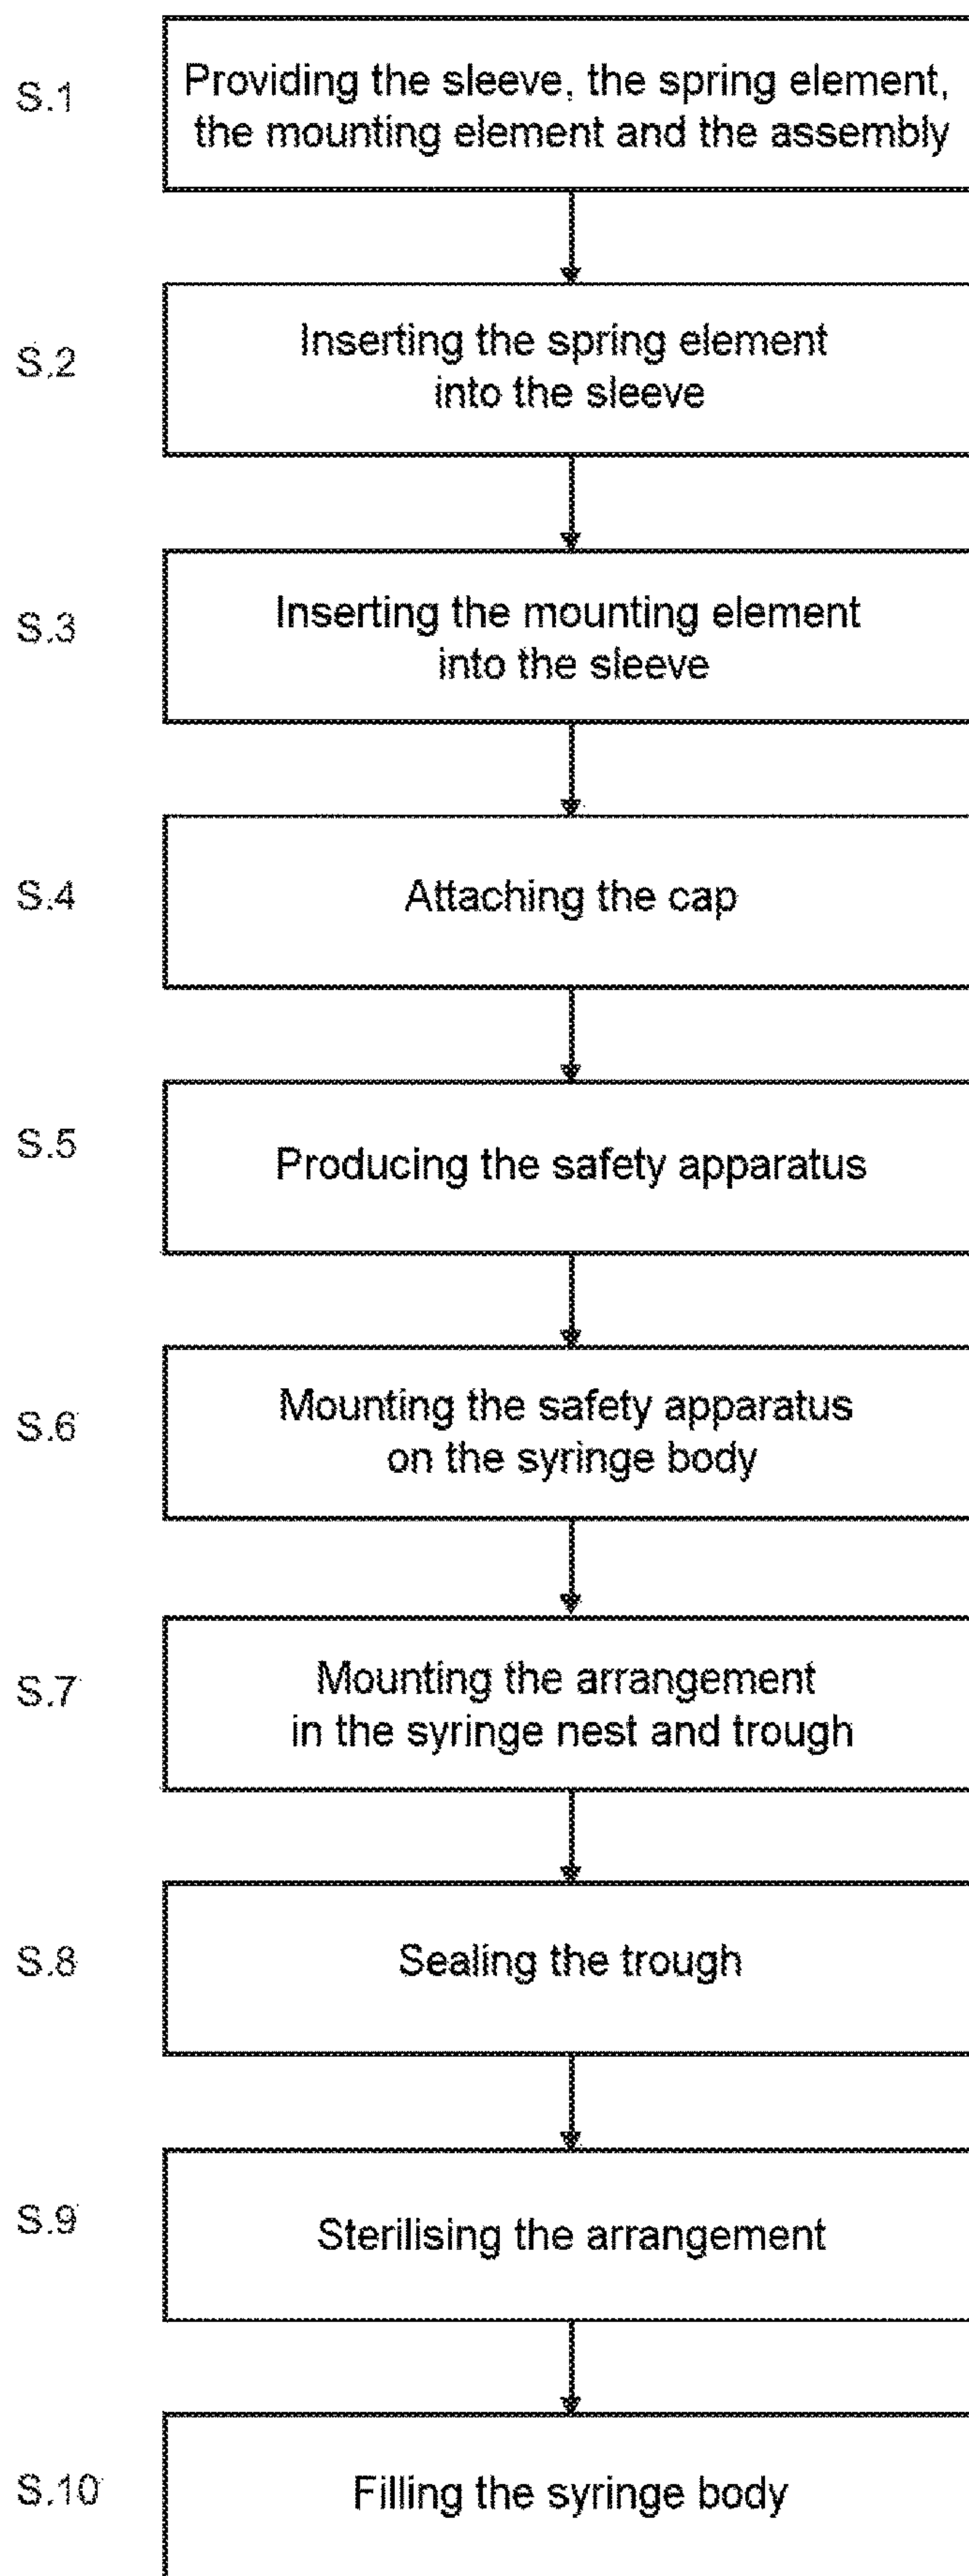 S.1
Providing the sleeve, the spring element,
the mounting element and the assembly
S.2
Inserting the spring element
into the sleeve
S.3
Inserting the mounting element
into the sleeve
S.4
Attaching the cap
S.5
Producing the safety apparatus
S.6
Mounting the safety apparatus
on the syringe body
S.7
Mounting the arrangement
in the syringe nest and trough
S.8
Sealing the trough
S.9
Sterilising the arrangement
S.10
Filling the syringe body